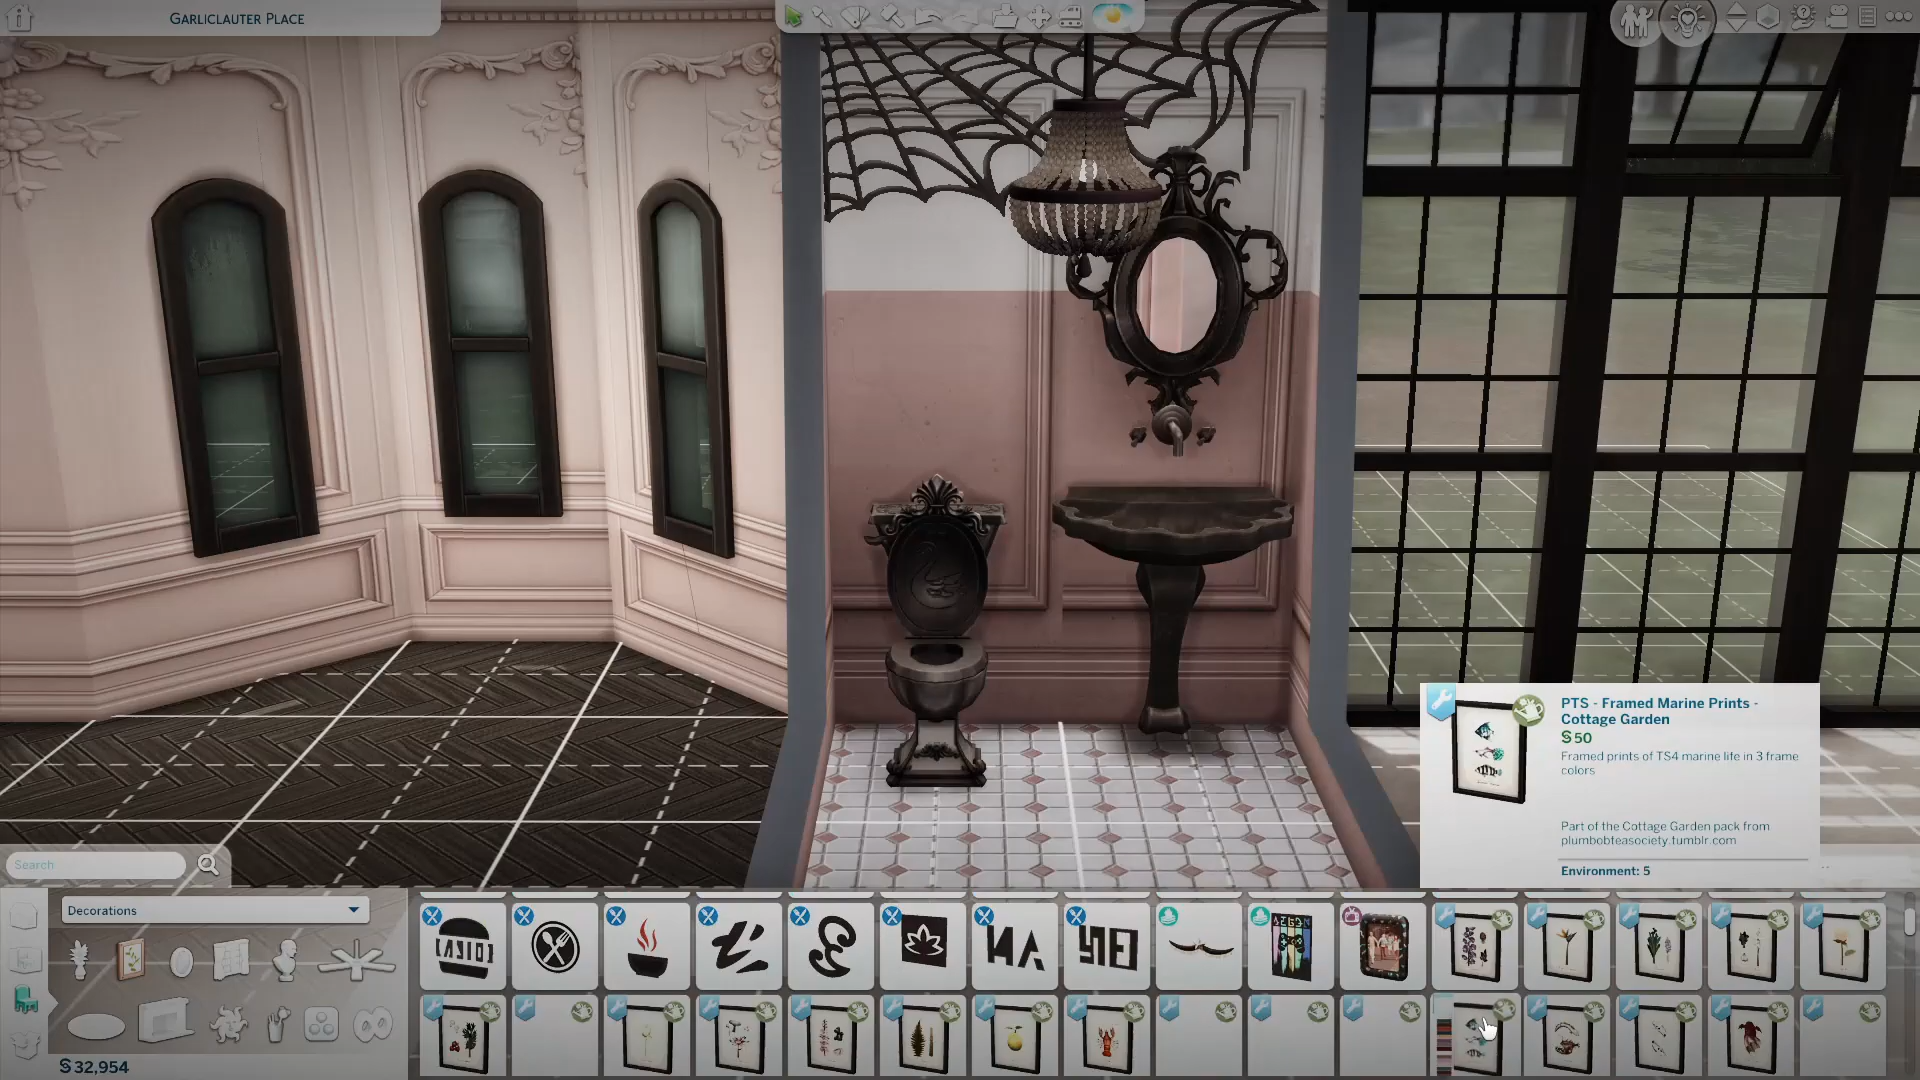 GARLICLAUTER PLACE
PTS - Framed Marine Prints -
Cottage Garden
§50
Framed prints of TS4 marine life in 3 frame
colors
Part of the Cottage Garden pack from
plumbobteasociety.tumblr.com
Environment: 5
Search
Decorations
§32,954